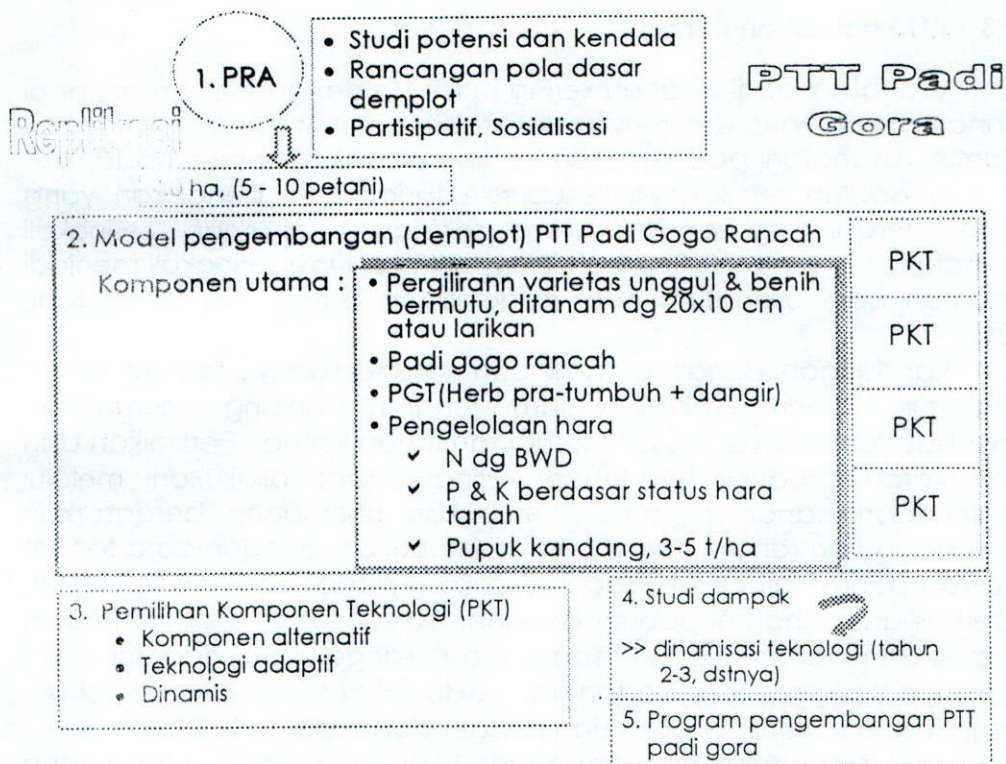 1. PRA
• Studi potensi dan kendala
• Rancangan pola dasar
demplot
• Partisipatif, Sosialisasi
PTT Padi
Gora
Replikasi
ha, (5 - 10 petani)
2. Model pengembangan (demplot) PTT Padi Gogo Rancah
Komponen utama :
• Pergilirann varietas unggul & benih
bermutu, ditanam dg 20x10 cm
atau larikan
• Padi gogo rancah
• PGT(Herb pra-tumbuh + dangir)
• Pengelolaan hara
✓ N dg BWD
✓ P & K berdasar status hara
tanah
✓ Pupuk kandang, 3-5 t/ha
PKT
PKT
PKT
PKT
3. Pemilihan Komponen Teknologi (PKT)
• Komponen alternatif
• Teknologi adaptif
• Dinamis
4. Studi dampak
>> dinamisasi teknologi (tahun
2-3, dstnya)
5. Program pengembangan PTT
padi gora